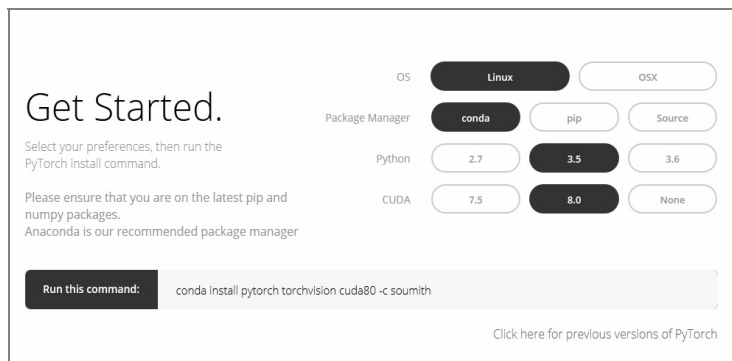 Get Started.
Select your preferences, then run the
PyTorch install command.
Please ensure that you are on the latest pip and
numpy packages.
Anaconda is our recommended package manager
OS Linux OSX
Package Manager conda pip Source
Python 2.7 3.5 3.6
CUDA 7.5 8.0 None
Run this command: conda install pytorch torchvision cuda80 -c soumith
Click here for previous versions of PyTorch